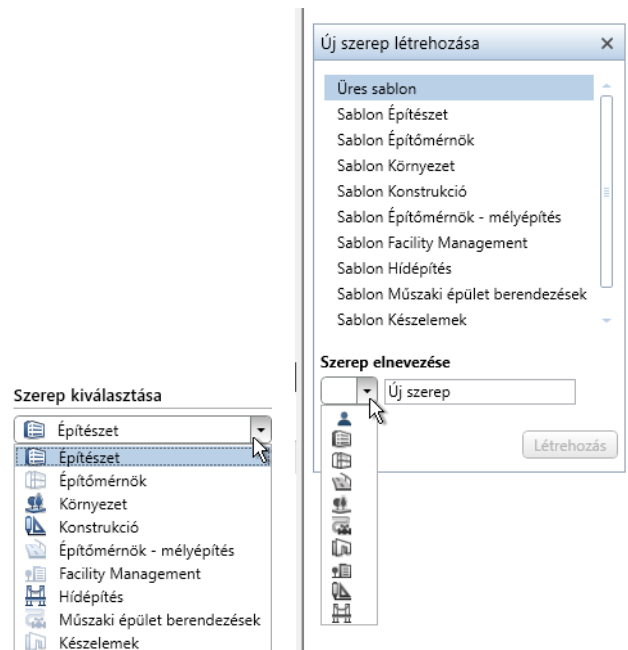 Szerep kiválasztása
Építészet
Építészet
Építőmérnök
Környezet
Konstrukció
Építőmérnök - mélyépítés
Facility Management
Hídépítés
Műszaki épület berendezések
Készelemek
Új szerep létrehozása
Üres sablon
Sablon Építészet
Sablon Építőmérnök
Sablon Környezet
Sablon Konstrukció
Sablon Építőmérnök - mélyépítés
Sablon Facility Management
Sablon Hídépítés
Sablon Műszaki épület berendezések
Sablon Készelemek
Szerep elnevezése
Új szerep
Létrehozás